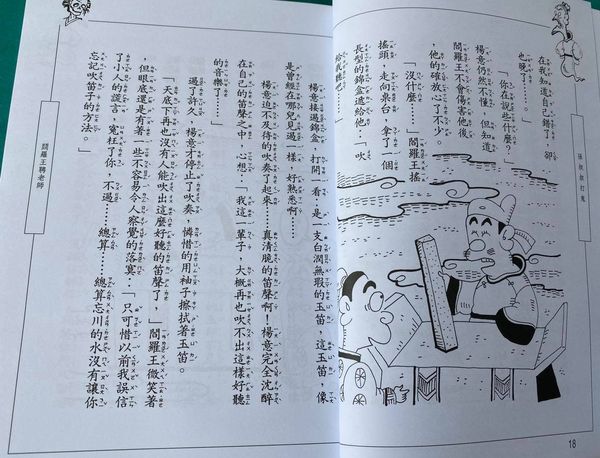 張叔叔打鬼
在我知道自己錯了，卻
也晚了。」
「你在說些什麼？」
楊意仍然不懂，但知道
閻羅王不會傷害他後，
他的確放心了不少。
「沒什麼……」閻羅王搖
搖頭，走向桌台，拿了一個
長型的錦盒遞給他，「吹
給我聽吧。」
18
楊意接過錦盒，打開一看，是一支白潤無瑕的玉笛，這玉笛，像
是曾經在哪兒見過一樣，好熟悉啊……
楊意迫不及待的吹奏了起來……真清脆的笛聲啊！楊意完全沈醉
在自己的笛聲之中，心想：「我這一輩子，大概再也吹不出這樣好聽
的音樂了……」
過了許久，楊意才停止了吹奏，憐惜的用袖子擦拭著玉笛。
「天底下再也沒有人能吹出這麼好聽的笛聲了，」閻羅王微笑著
，但眼底還是有著一些不容易令人察覺的落寞，「只可惜以前我誤信
了小人的謊言，冤枉了你，不過……總算……總算忘川的水沒有讓你
忘記吹笛子的方法。」
閻羅王聘老師